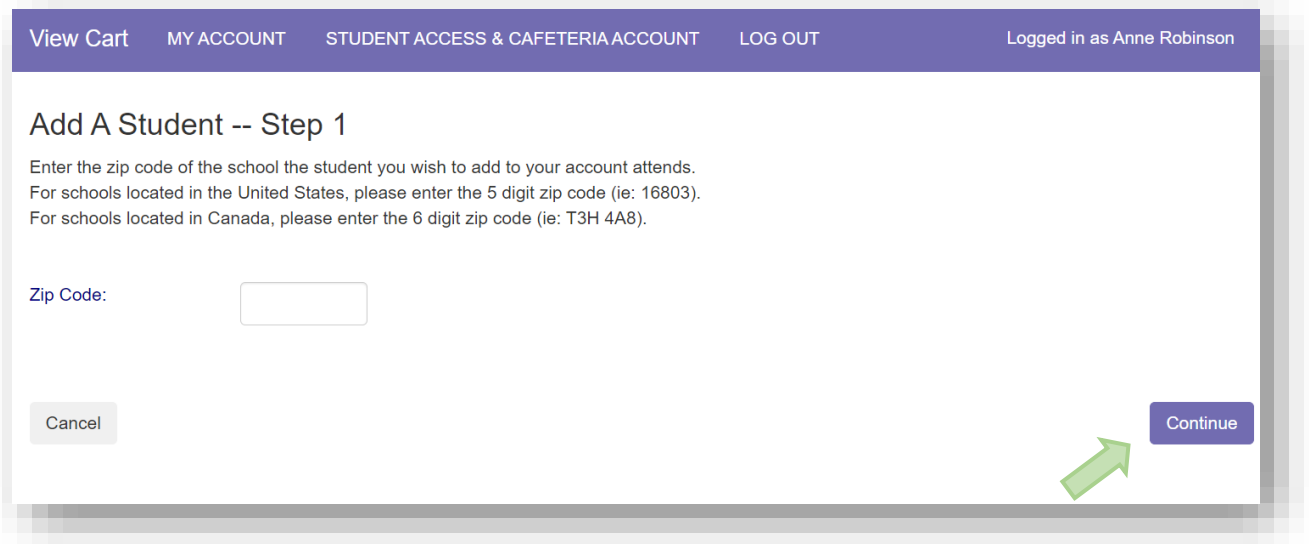 View Cart MY ACCOUNT STUDENT ACCESS & CAFETERIA ACCOUNT LOG OUT Logged in as Anne Robinson
Add A Student -- Step 1
Enter the zip code of the school the student you wish to add to your account attends.
For schools located in the United States, please enter the 5 digit zip code (ie: 16803).
For schools located in Canada, please enter the 6 digit zip code (ie: T3H 4A8).
Zip Code:
Cancel Continue